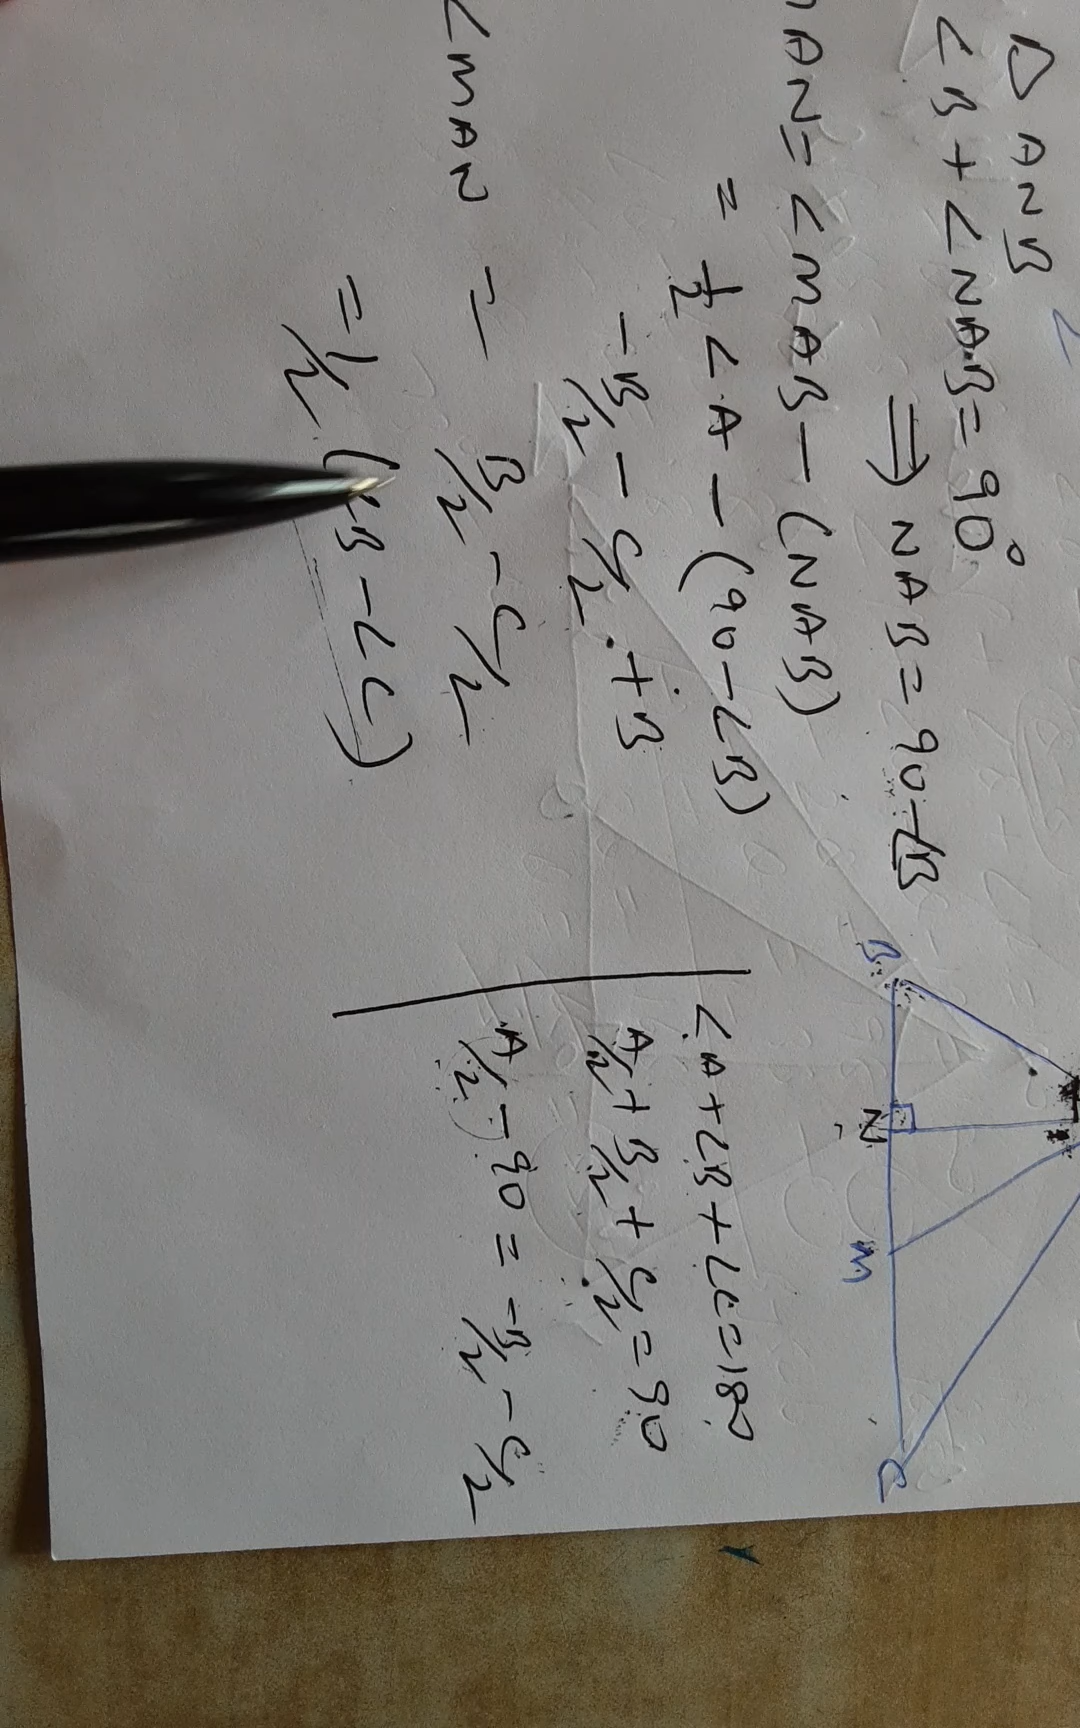 Δ ANB
∠B + ∠NAB = 90°
⇒ NAB = 90-∠B
MAN = ∠MAB - (NAB)
= 1/2 ∠A - (90-∠B)
-B/2 - C/2 + B
∠MAN = B/2 - C/2
= 1/2 (∠B - ∠C)
B
N
M
C
∠A + ∠B + ∠C = 180
A/2 + B/2 + C/2 = 90
A/2 - 90 = -B/2 - C/2